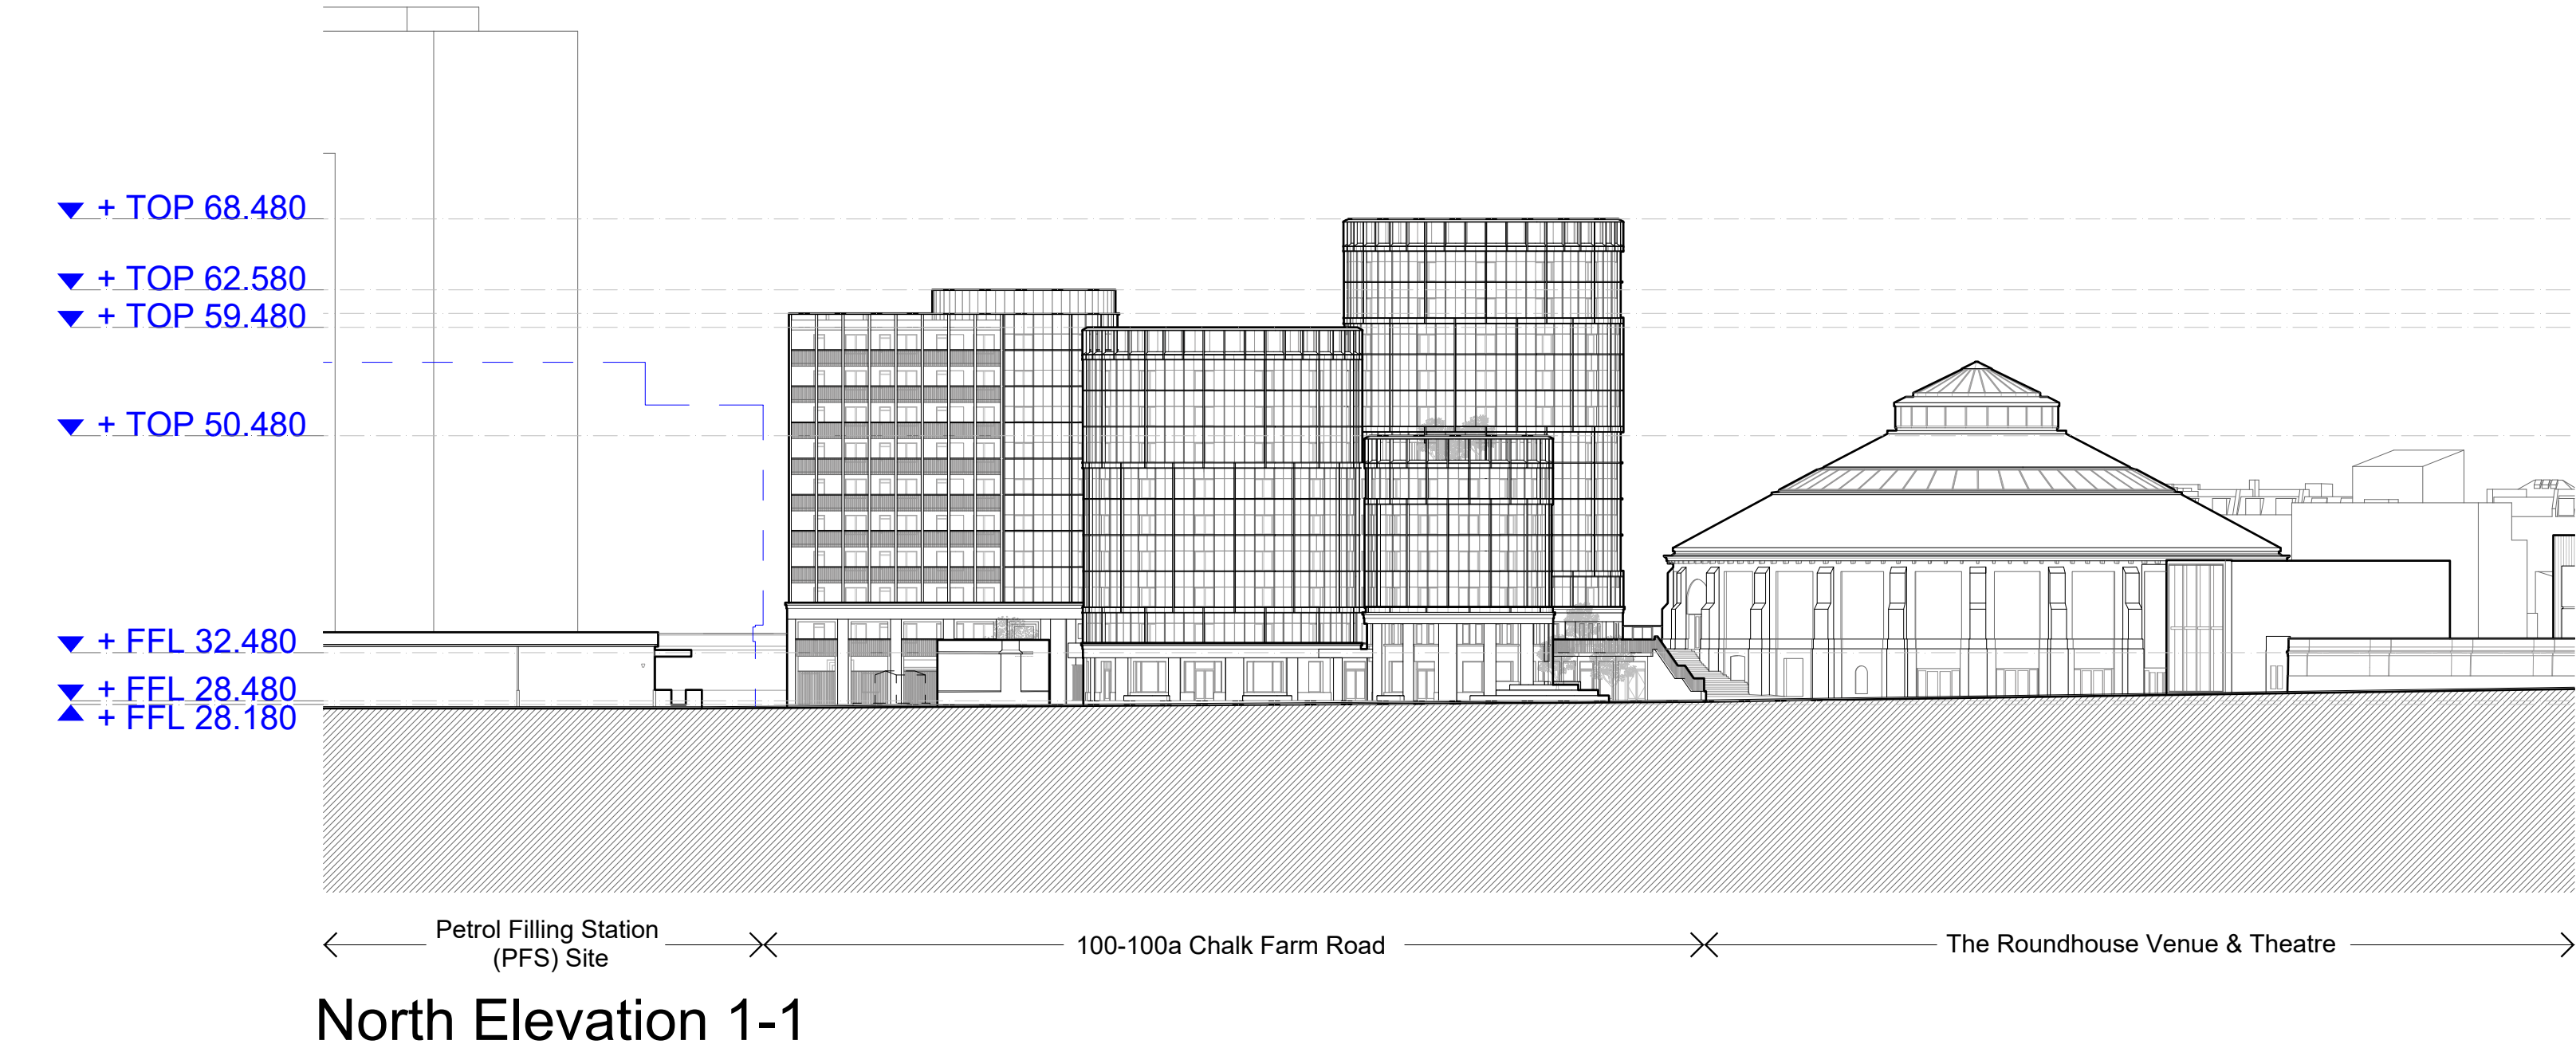 + TOP 68.480
+ TOP 62.580
+ TOP 59.480
+ TOP 50.480
+ FFL 32.480
+ FFL 28.480
+ FFL 28.180
Petrol Filling Station
(PFS) Site
100-100a Chalk Farm Road
The Roundhouse Venue & Theatre
North Elevation 1-1